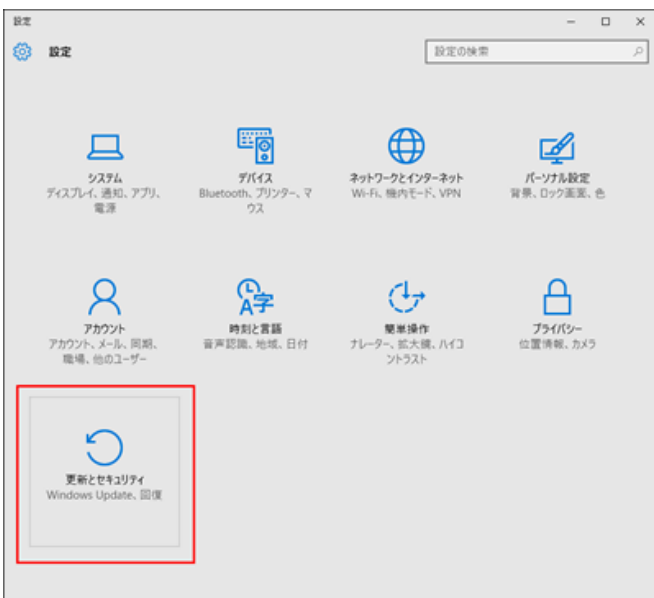 設定
設定
設定の検索
システム
ディスプレイ、通知、アプリ、
電源
デバイス
Bluetooth、プリンター、マ
ウス
ネットワークとインターネット
Wi-Fi、機内モード、VPN
パーソナル設定
背景、ロック画面、色
アカウント
アカウント、メール、同期、
職場、他のユーザー
時刻と言語
音声認識、地域、日付
簡単操作
ナレーター、拡大鏡、ハイコ
ントラスト
プライバシー
位置情報、カメラ
更新とセキュリティ
Windows Update、回復